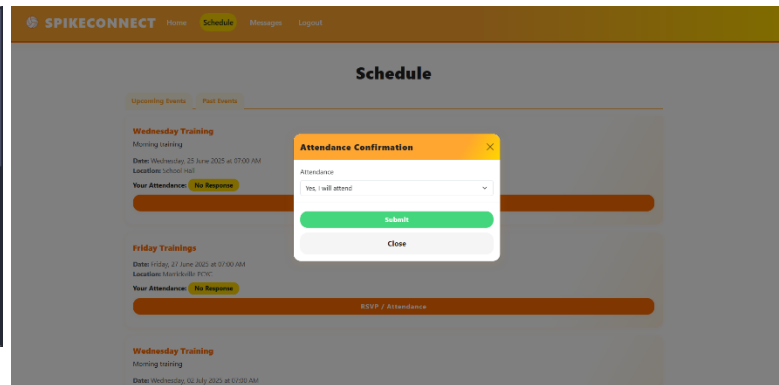 SPIKECONNECT Home Schedule Messages Logout
Schedule
Upcoming Events Past Events
Wednesday Training
Morning training
Date: Wednesday, 25 June 2025 at 07:00 AM
Location: School Hall
Your Attendance: No Response
Attendance Confirmation
Attendance
Yes, I will attend
Submit
Close
Friday Trainings
Date: Friday, 27 June 2025 at 07:00 AM
Location: Marrickville PCYC
Your Attendance: No Response
RSVP / Attendance
Wednesday Training
Morning training
Date: Wednesday, 02 July 2025 at 07:00 AM